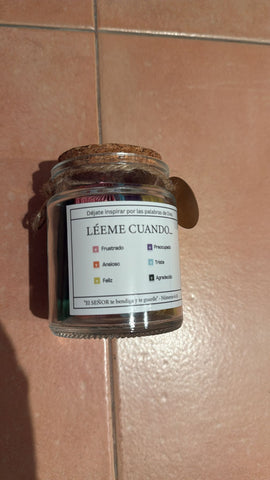 Déjate inspirar por las palabras de Dios
LÉEME CUANDO...
Frustrado
Preocupado
Ansioso
Triste
Feliz
Agradecido
"El SEÑOR te bendiga y te guarde" - Números